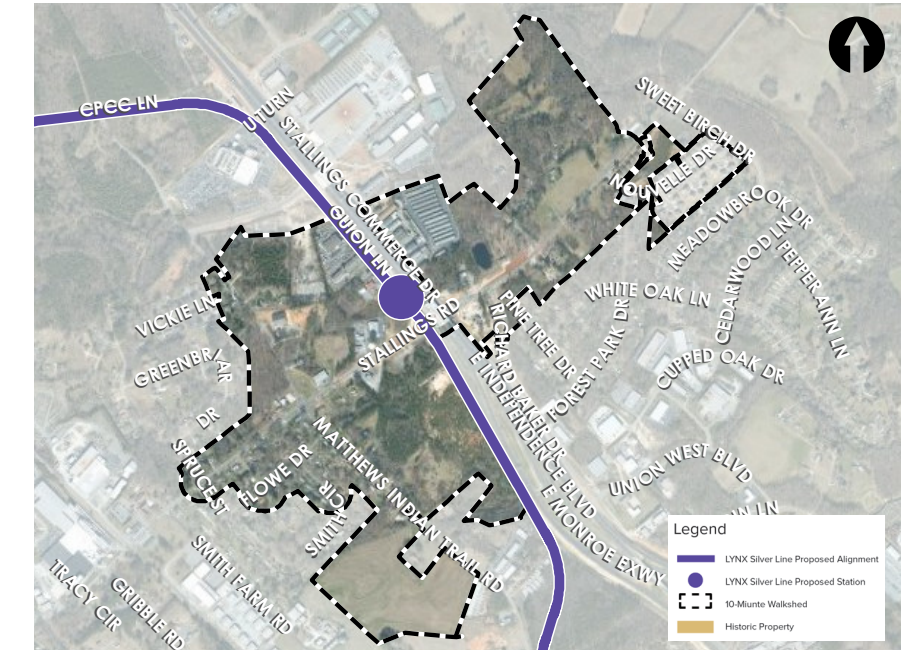 SWEET BIRCH DR
CPCC LN
UTURN
STALLINGS COMMERCE DR
NOUVELLE DR
GUION LN
MEADOWBROOK DR
CEDARWOOD LN
PEPPER ANN LN
WHITE OAK LN
VICKIE LN
STALLINGS RD
PINE TREE DR
RICHARD BAKER DR
FOREST PARK DR
GREENBRIAR
DR
CUPPED OAK DR
E INDEPENDENCE BLVD
MATTHEWS INDIAN TRAIL RD
SPRUCE ST
FLOWE DR
SMITH CIR
UNION WEST BLVD
E MONROE EXWY
SMITH FARM RD
TRACY CIR
GRIBBLE RD
Legend
LYNX Silver Line Proposed Alignment
LYNX Silver Line Proposed Station
10-Miunte Walkshed
Historic Property